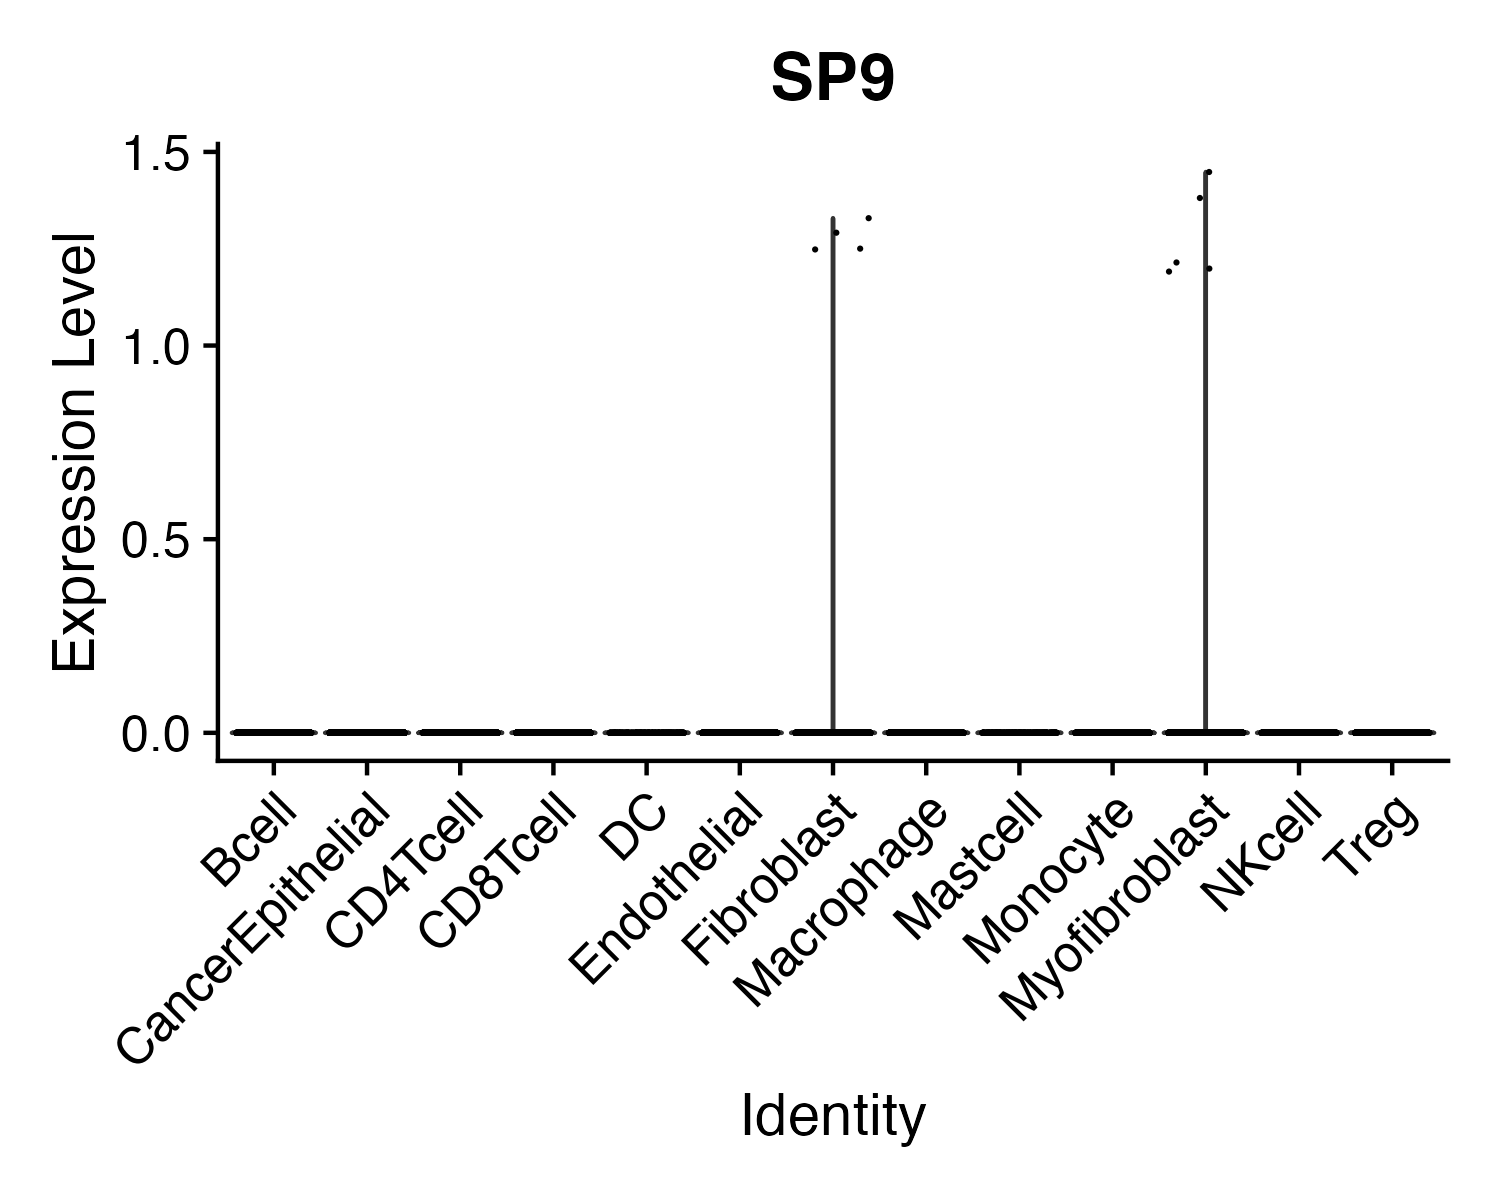 SP9
Expression Level
1.5
1.0
0.5
0.0
Bcell
CancerEpithelial
CD4Tcell
CD8Tcell
DC
Endothelial
Fibroblast
Macrophage
Mastcell
Monocyte
Myofibroblast
NKcell
Treg
Identity